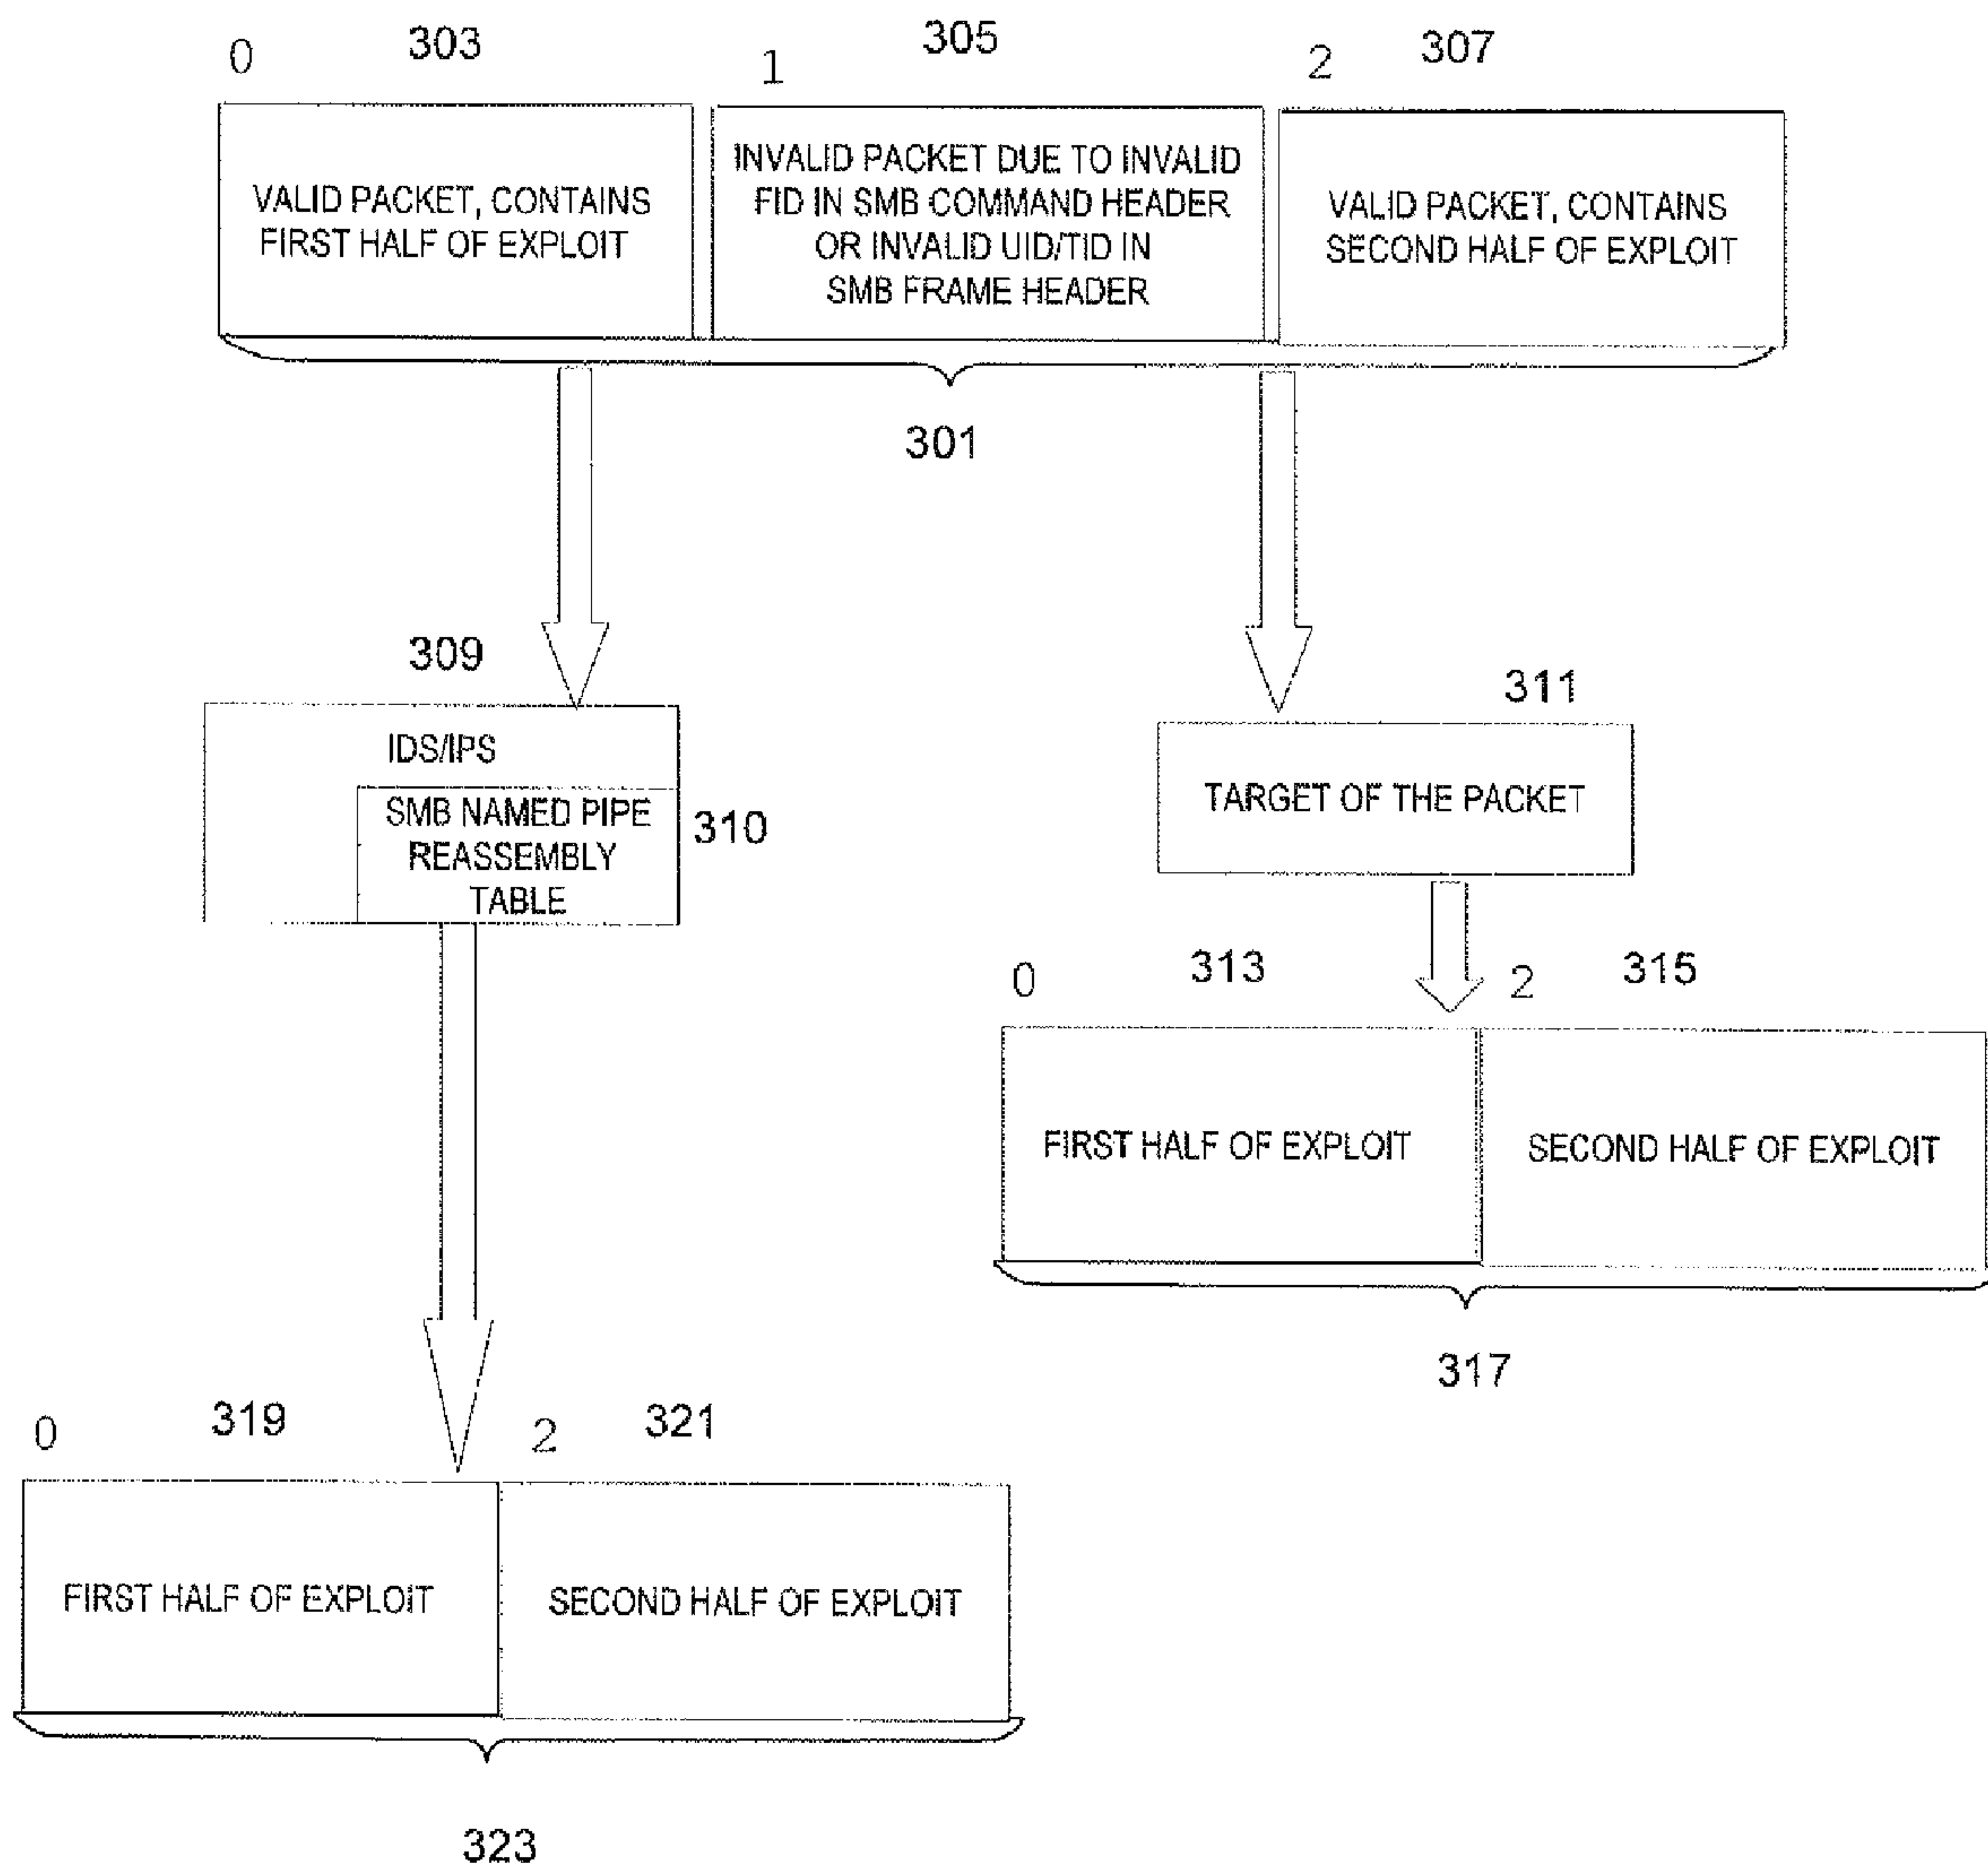 0 303 1 305 2 307
VALID PACKET, CONTAINS
FIRST HALF OF EXPLOIT
INVALID PACKET DUE TO INVALID
FID IN SMB COMMAND HEADER
OR INVALID UID/TID IN
SMB FRAME HEADER
VALID PACKET, CONTAINS
SECOND HALF OF EXPLOIT
301
309
IDS/IPS
SMB NAMED PIPE
REASSEMBLY
TABLE
310
311
TARGET OF THE PACKET
0 313 2 315
FIRST HALF OF EXPLOIT
SECOND HALF OF EXPLOIT
317
0 319 2 321
FIRST HALF OF EXPLOIT
SECOND HALF OF EXPLOIT
323